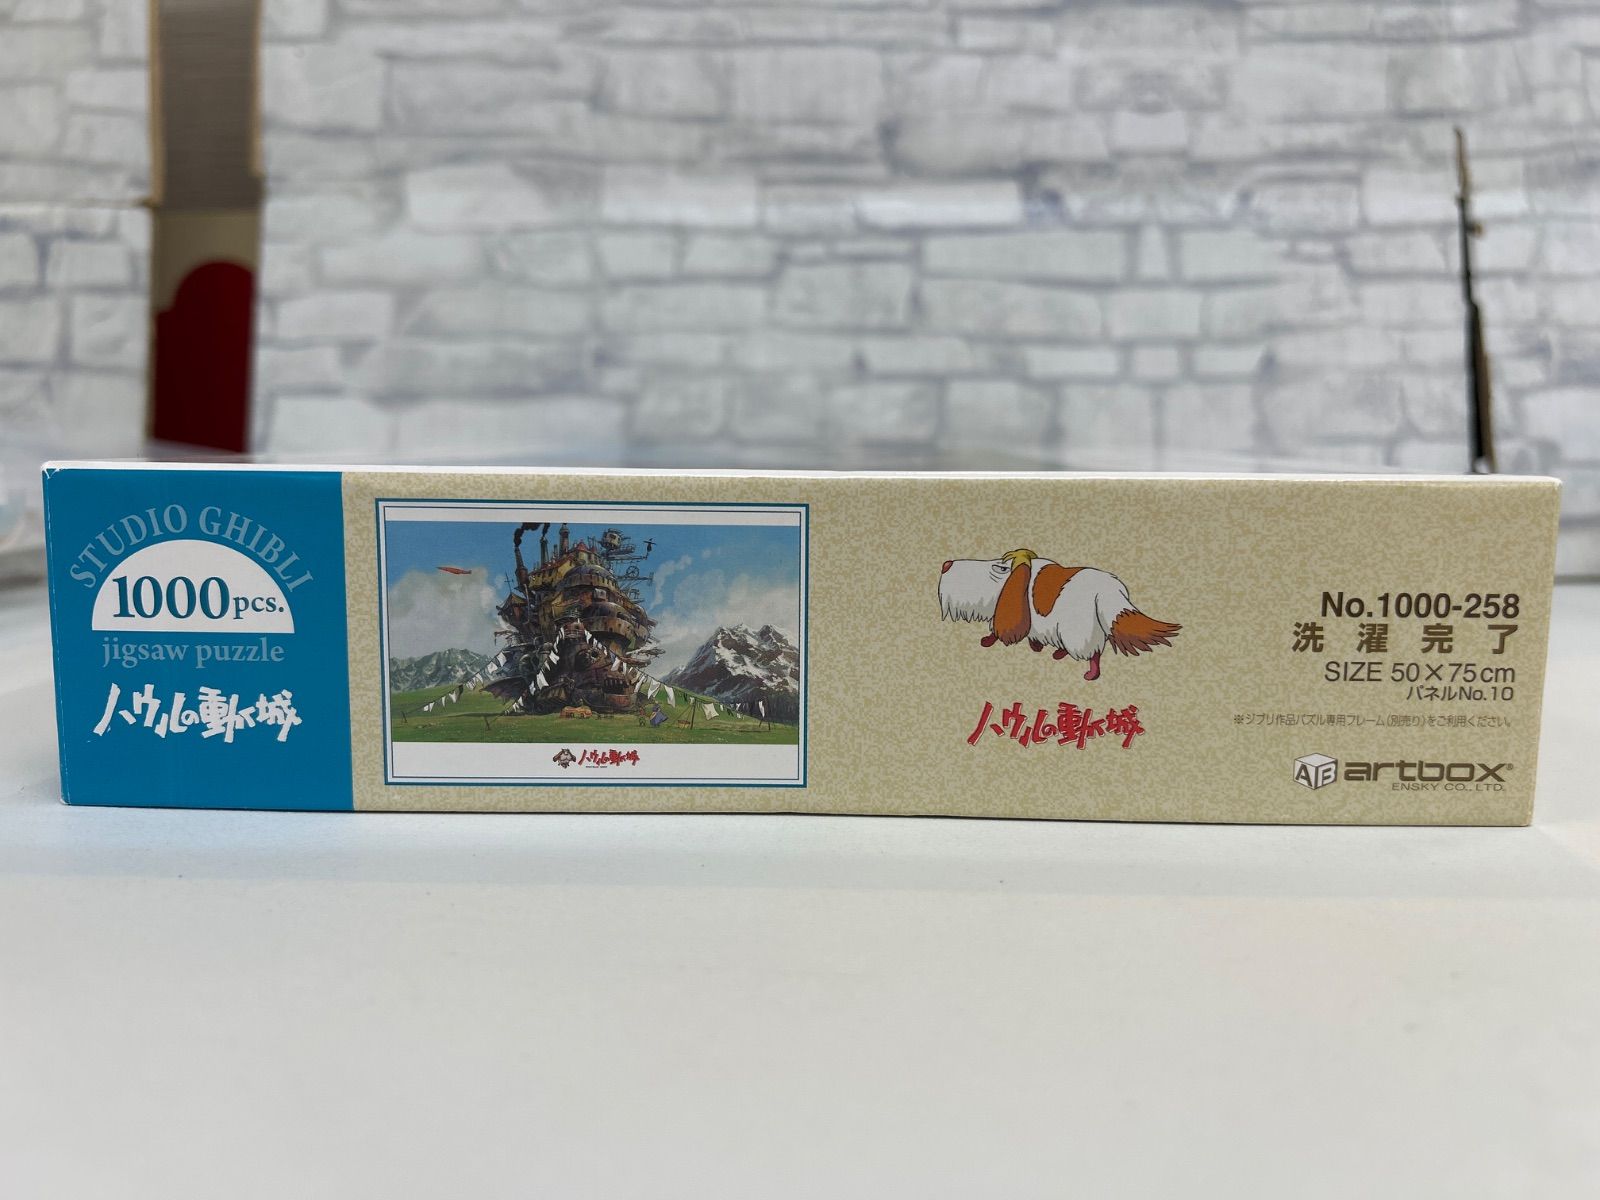 STUDIO GHIBLI
1000pcs.
jigsaw puzzle
ハウルの動く城
ハウルの動く城
ハウルの動く城
No.1000-258
洗濯完了
SIZE 50×75cm
パネルNo.10
※ジブリ作品パズル専用フレーム(別売り)をご利用ください。
artbox®
ENSKY CO., LTD.